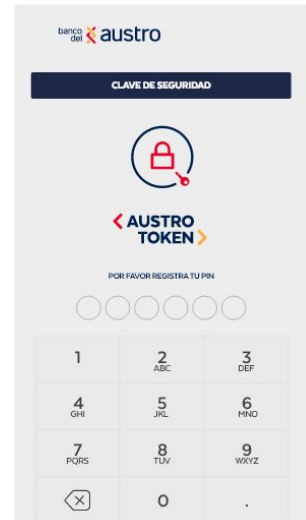 banco del austro
CLAVE DE SEGURIDAD
AUSTRO
TOKEN
POR FAVOR REGISTRA TU PIN
1 2 3
ABC DEF
4 5 6
GHI JKL MNO
7 8 9
PQRS TUV WXYZ
0 .